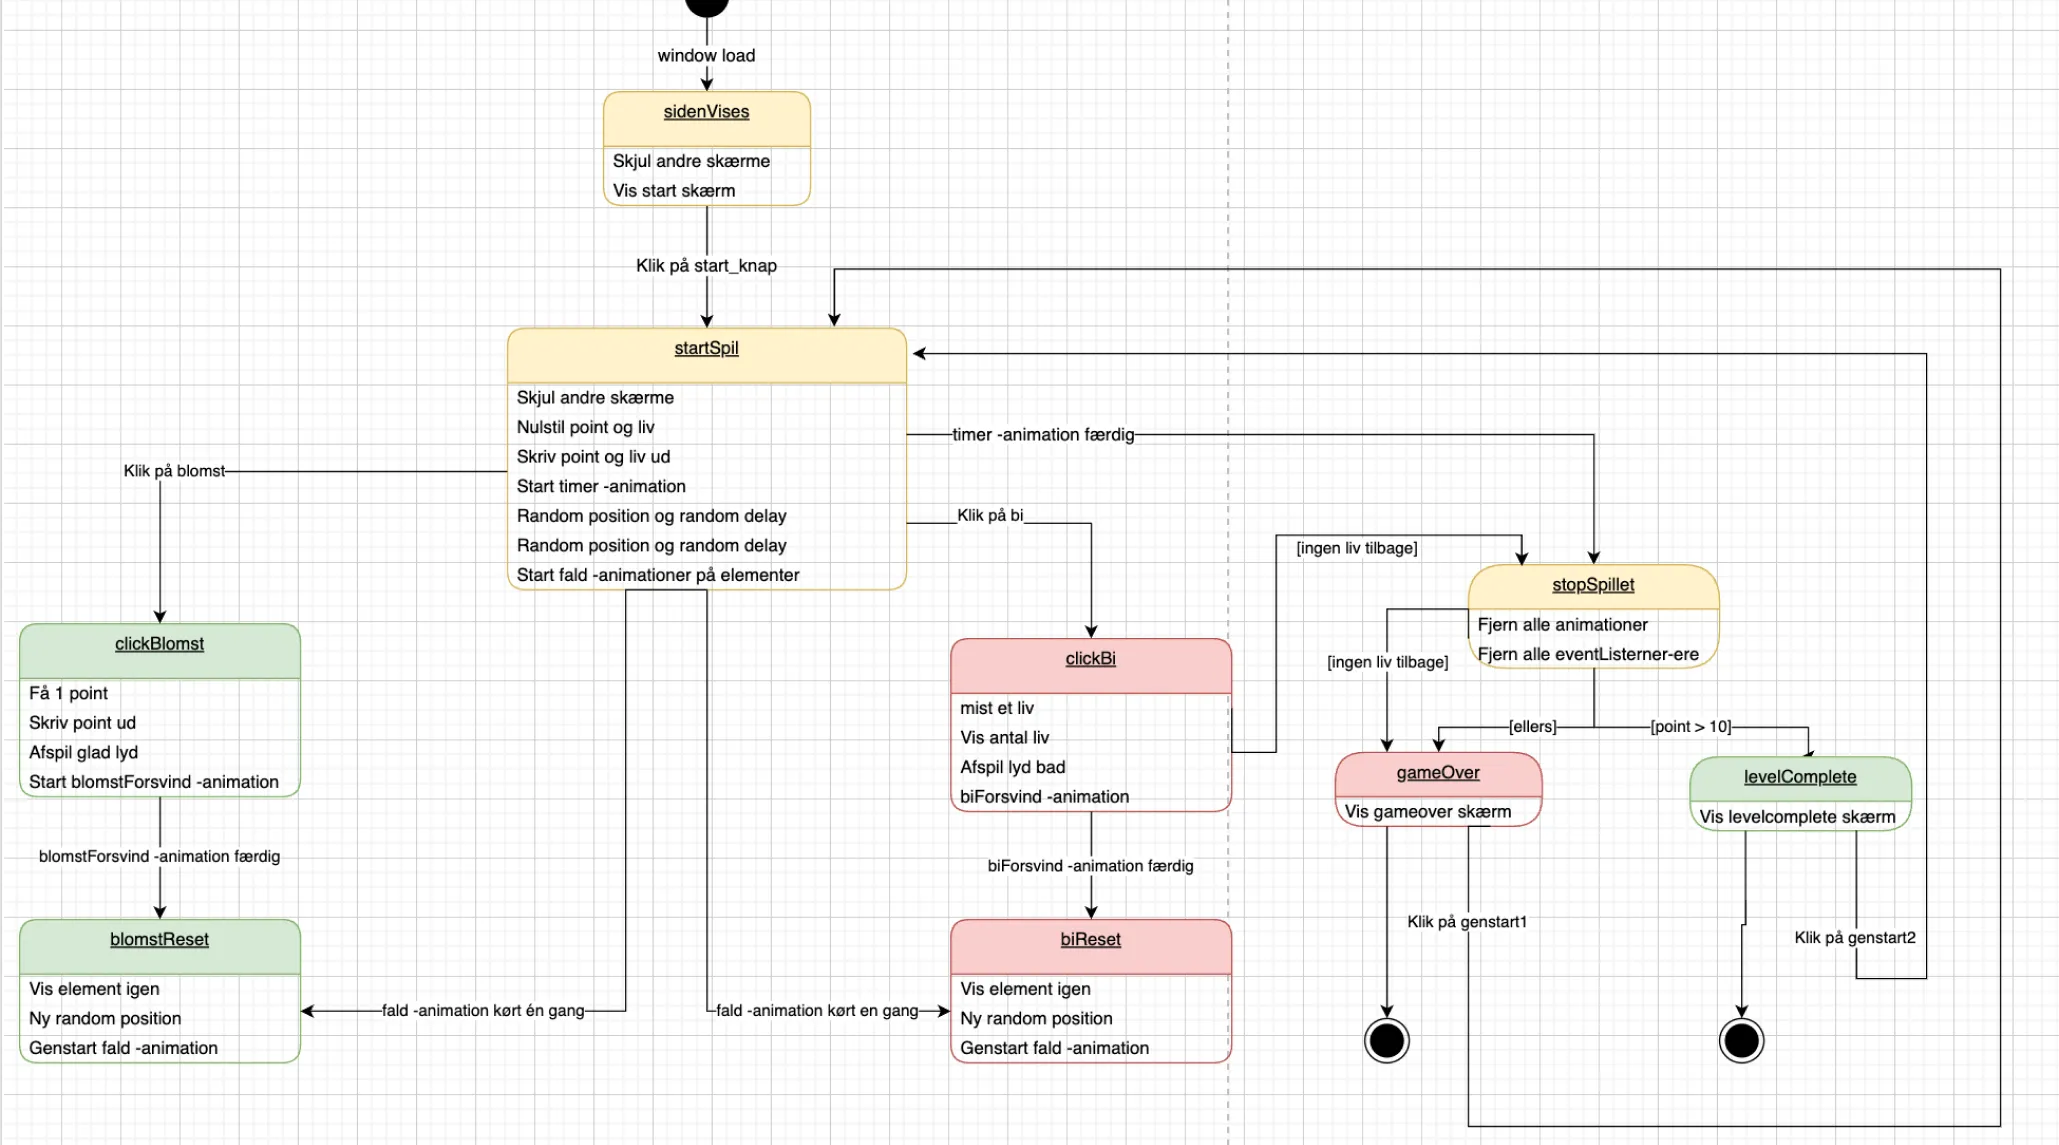 window load
sidenVises
Skjul andre skærme
Vis start skærm
Klik på start_knap
startSpil
Skjul andre skærme
Nulstil point og liv
Skriv point og liv ud
Start timer -animation
Random position og random delay
Random position og random delay
Start fald -animationer på elementer
timer -animation færdig
Klik på blomst
Klik på bi
[ingen liv tilbage]
stopSpillet
Fjern alle animationer
Fjern alle eventListerner-ere
clickBlomst
Få 1 point
Skriv point ud
Afspil glad lyd
Start blomstForsvind -animation
clickBi
mist et liv
Vis antal liv
Afspil lyd bad
biForsvind -animation
[ingen liv tilbage]
[ellers]
[point > 10]
gameOver
Vis gameover skærm
levelComplete
Vis levelcomplete skærm
blomstForsvind -animation færdig
biForsvind -animation færdig
Klik på genstart1
Klik på genstart2
blomstReset
Vis element igen
Ny random position
Genstart fald -animation
fald -animation kørt én gang
fald -animation kørt en gang
biReset
Vis element igen
Ny random position
Genstart fald -animation